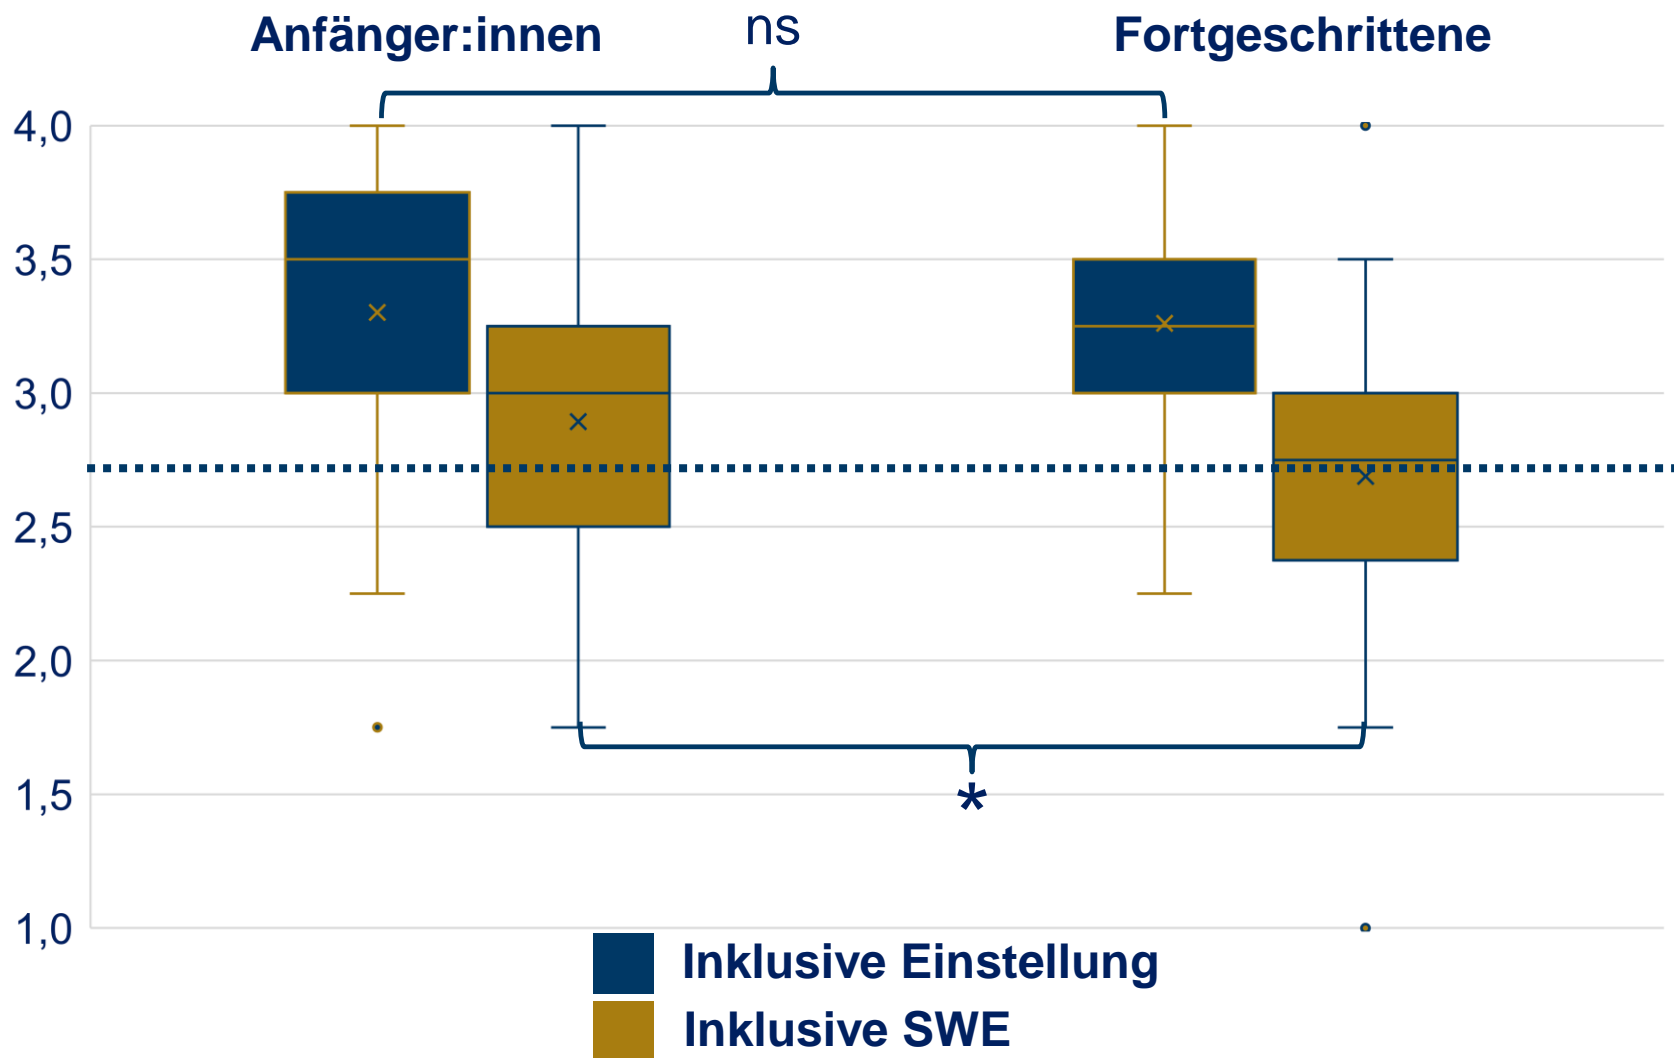 Anfänger:innen
ns
Fortgeschrittene
4,0
3,5
3,0
2,5
2,0
1,5
1,0
*
Inklusive Einstellung
Inklusive SWE